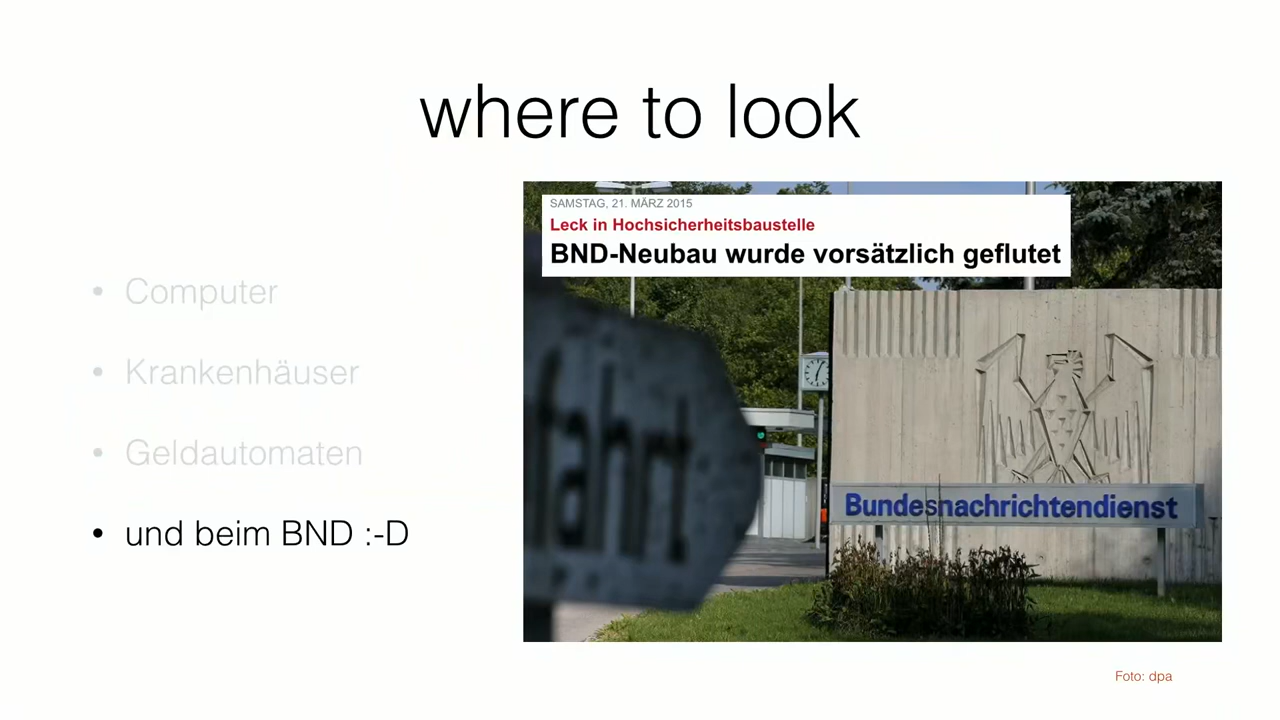 where to look
• Computer
• Krankenhäuser
• Geldautomaten
• und beim BND :-D
SAMSTAG, 21. MÄRZ 2015
Leck in Hochsicherheitsbaustelle
BND-Neubau wurde vorsätzlich geflutet
fahrt
Bundesnachrichtendienst
Foto: dpa